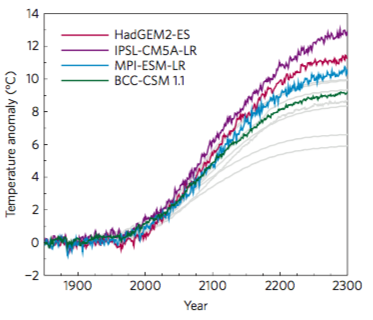 14
12
10
8
6
4
2
0
−2
Temperature anomaly (°C)
HadGEM2-ES
IPSL-CM5A-LR
MPI-ESM-LR
BCC-CSM 1.1
1900
2000
2100
2200
2300
Year